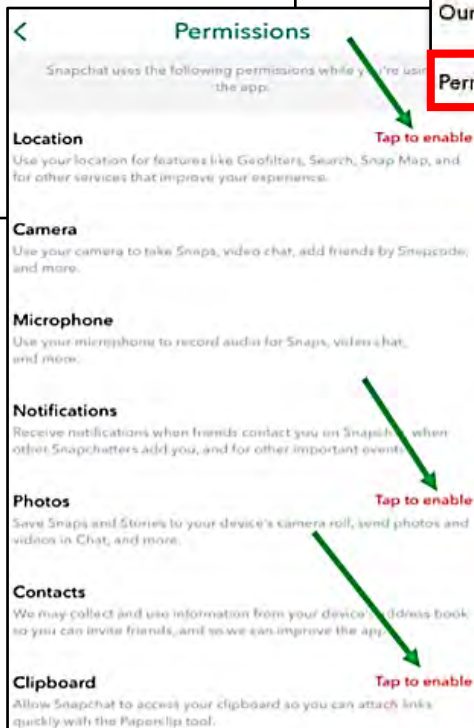 Our
Permissions
Perm
Snapchat uses the following permissions while you're using
the app.
Location Tap to enable
Use your location for features like Geofilters, Search, Snap Map, and
for other services that improve your experience.
Camera
Use your camera to take Snaps, video chat, add friends by Snapcode,
and more.
Microphone
Use your microphone to record audio for Snaps, video chat,
and more.
Notifications
Receive notifications when friends contact you on Snapchat, when
other Snapchatters add you, and for other important events.
Photos Tap to enable
Save Snaps and Stories to your device's camera roll, send photos and
videos in Chat, and more.
Contacts
We may collect and use information from your device's address book
so you can invite friends, and so we can improve the app.
Clipboard Tap to enable
Allow Snapchat to access your clipboard so you can attach links
quickly with the Paperclip tool.